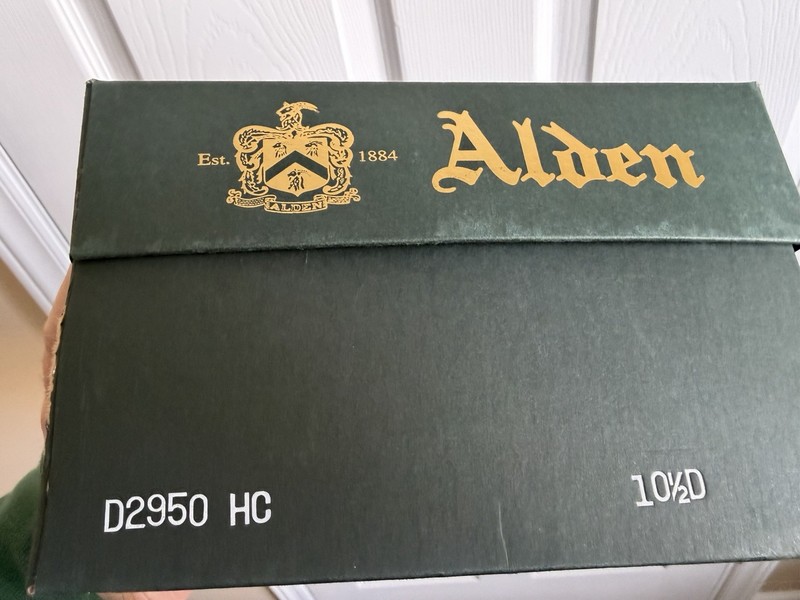 Est. 1884 Alden
ALDEN
D2950 HC 10½D